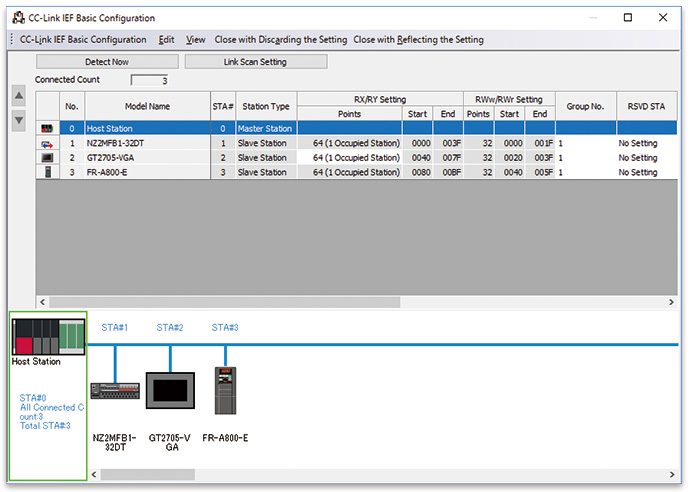 CC-Link IEF Basic Configuration
CC-Link IEF Basic Configuration Edit View Close with Discarding the Setting Close with Reflecting the Setting
Detect Now Link Scan Setting
Connected Count 3
No. Model Name STA# Station Type RX/RY Setting RWw/RWr Setting Group No. RSVD STA
Points Start End Points Start End
0 Host Station 0 Master Station
1 NZ2MFB1-32DT 1 Slave Station 64 (1 Occupied Station) 0000 003F 32 0000 001F 1 No Setting
2 GT2705-VGA 2 Slave Station 64 (1 Occupied Station) 0040 007F 32 0020 003F 1 No Setting
3 FR-A800-E 3 Slave Station 64 (1 Occupied Station) 0080 00BF 32 0040 005F 1 No Setting
STA#1 STA#2 STA#3
Host Station
STA#0
All Connected C
ount:3
Total STA#:3
NZ2MFB1- GT2705-V FR-A800-E
32DT GA